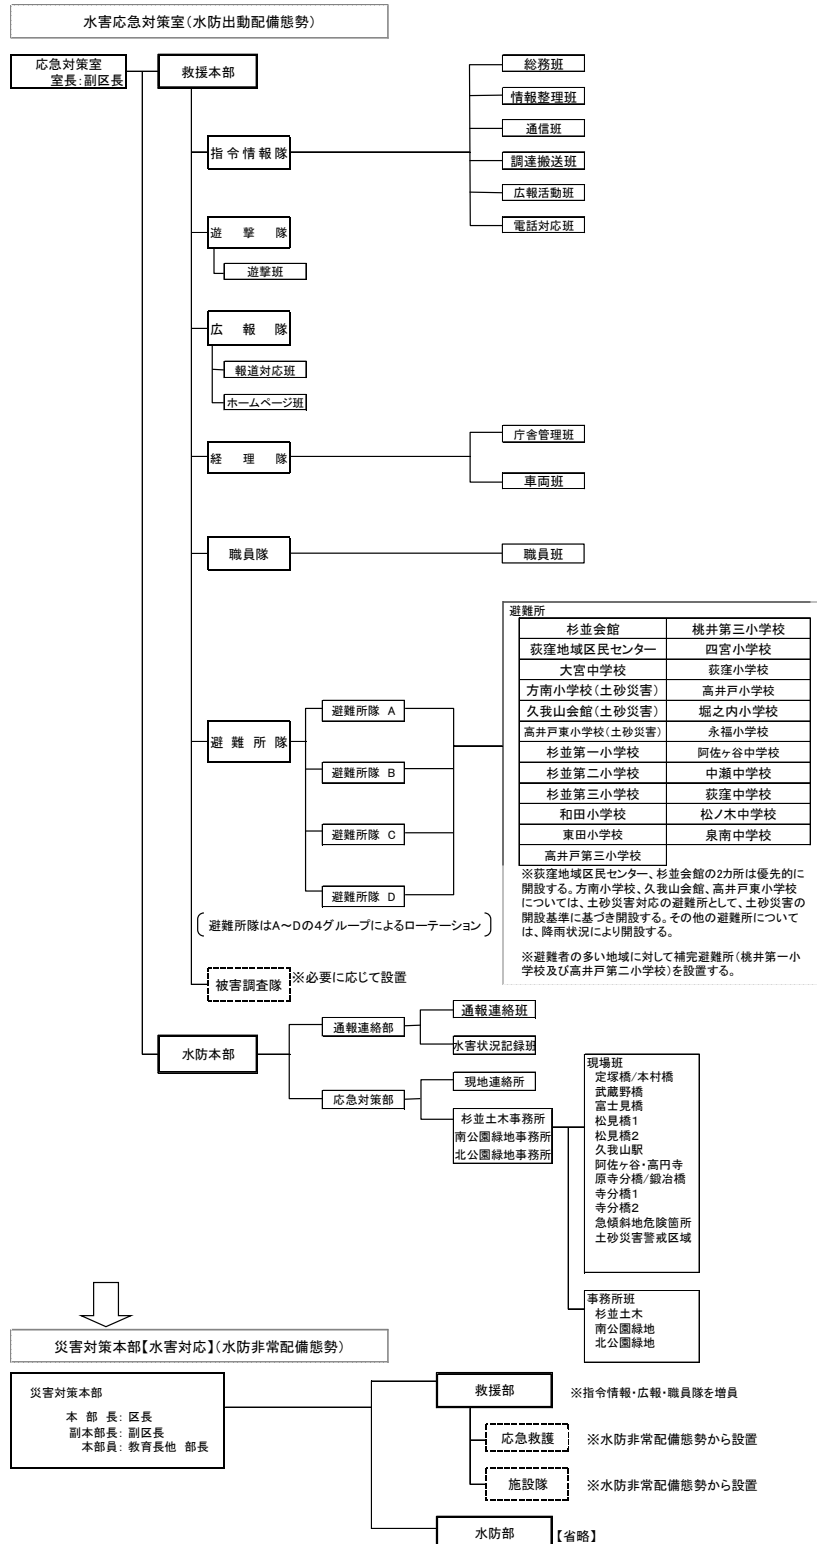 水害応急対策室(水防出動配備態勢)
応急対策室
室長:副区長
救援本部
指令情報隊
総務班
情報整理班
通信班
調達搬送班
広報活動班
電話対応班
遊撃隊
遊撃班
広報隊
報道対応班
ホームページ班
経理隊
庁舎管理班
車両班
職員隊
職員班
避難所隊
避難所隊 A
避難所隊 B
避難所隊 C
避難所隊 D
(避難所隊はA~Dの4グループによるローテーション)
避難所
杉並会館 桃井第三小学校
荻窪地域区民センター 四宮小学校
大宮中学校 荻窪小学校
方南小学校(土砂災害) 高井戸小学校
久我山会館(土砂災害) 堀之内小学校
高井戸東小学校(土砂災害) 永福小学校
杉並第一小学校 阿佐ヶ谷中学校
杉並第二小学校 中瀬中学校
杉並第三小学校 荻窪中学校
和田小学校 松ノ木中学校
東田小学校 泉南中学校
高井戸第三小学校
※荻窪地域区民センター、杉並会館の2カ所は優先的に
開設する。方南小学校、久我山会館、高井戸東小学校
については、土砂災害対応の避難所として、土砂災害の
開設基準に基づき開設する。その他の避難所について
は、降雨状況により開設する。
※避難者の多い地域に対して補完避難所(桃井第一小
学校及び高井戸第二小学校)を設置する。
被害調査隊
※必要に応じて設置
水防本部
通報連絡部
通報連絡班
水害状況記録班
応急対策部
現地連絡所
杉並土木事務所
南公園緑地事務所
北公園緑地事務所
現場班
定塚橋/本村橋
武蔵野橋
富士見橋
松見橋1
松見橋2
久我山駅
阿佐ヶ谷・高円寺
原寺分橋/鍛冶橋
寺分橋1
寺分橋2
急傾斜地危険箇所
土砂災害警戒区域
事務所班
杉並土木
南公園緑地
北公園緑地
災害対策本部【水害対応】(水防非常配備態勢)
災害対策本部
本部長:区長
副本部長:副区長
本部員:教育長他 部長
救援部
※指令情報・広報・職員隊を増員
応急救護
※水防非常配備態勢から設置
施設隊
※水防非常配備態勢から設置
水防部
【省略】